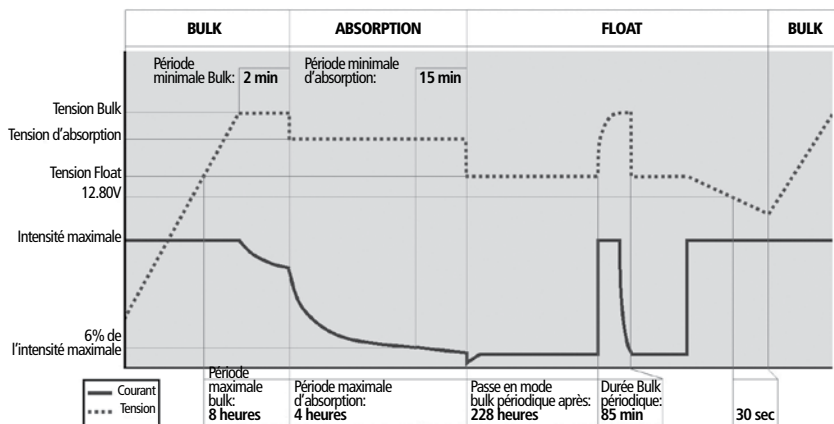 BULK ABSORPTION FLOAT BULK
Période
minimale Bulk: 2 min
Période minimale
d'absorption: 15 min
Tension Bulk
Tension d'absorption
Tension Float
12.80V
Intensité maximale
6% de
l'intensité maximale
Courant
Tension
Période
maximale
bulk:
8 heures
Période maximale
d'absorption:
4 heures
Passe en mode
bulk périodique après:
228 heures
Durée Bulk
périodique:
85 min
30 sec